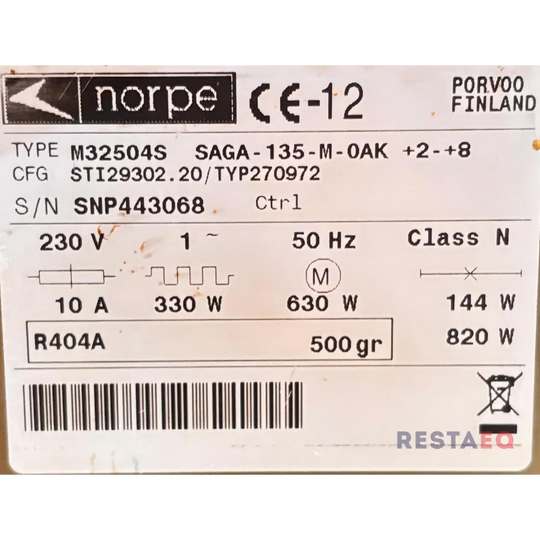 norpe CE-12 PORVOO
FINLAND
TYPE M32504S SAGA-135-M-OAK +2-+8
CFG STI29302.20/TYP270972
S/N SNP443068 Ctrl
230 V 1 ~ 50 Hz Class N
M
10 A 330 W 630 W 144 W
R404A 500gr 820 W
RESTAEQ